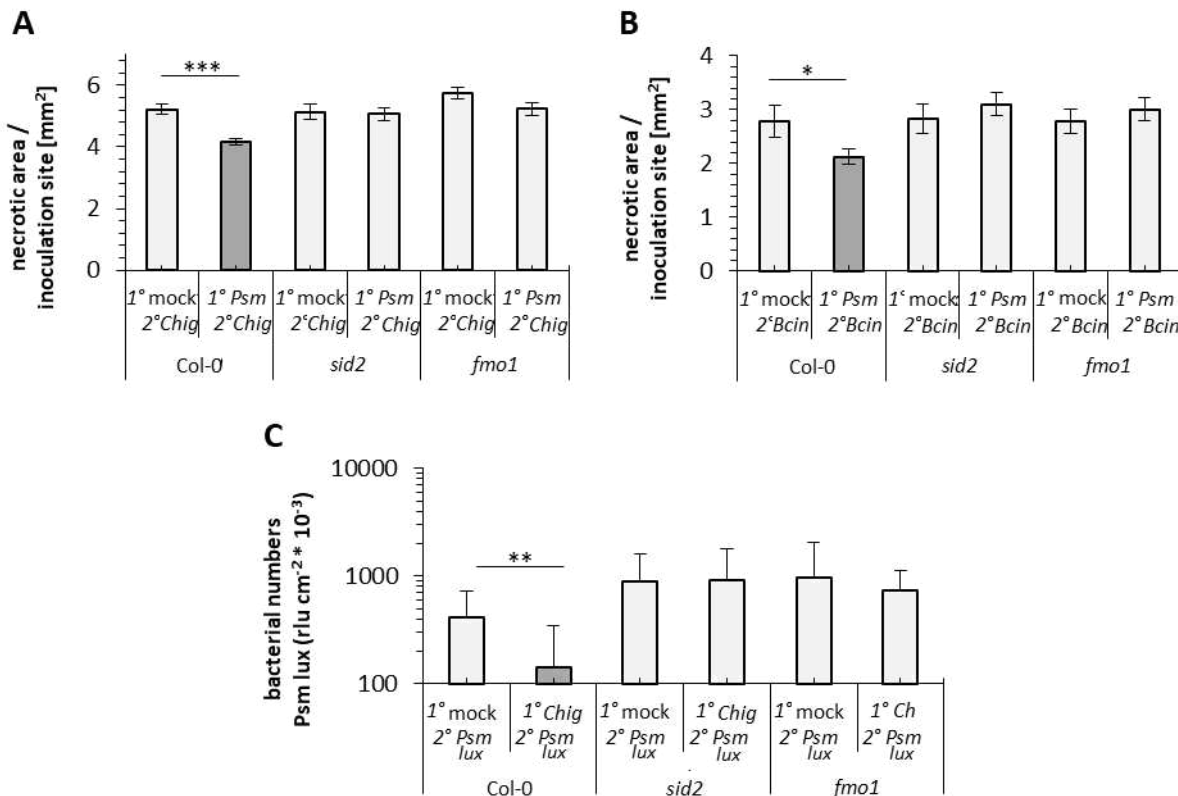 A
necrotic area /
inoculation site [mm²]
6
4
2
0
***
1° mock 1° Psm 1° mock 1° Psm 1° mock 1° Psm
2°Chig 2°Chig 2°Chig 2°Chig 2°Chig 2°Chig
Col-0 sid2 fmo1
B
necrotic area /
inoculation site [mm²]
4
3
2
1
0
*
1° mock 1° Psm 1° mock 1° Psm 1° mock 1° Psm
2°Bcin 2°Bcin 2°Bcin 2°Bcin 2°Bcin 2°Bcin
Col-0 sid2 fmo1
C
bacterial numbers
Psm lux (rlu cm⁻² * 10⁻³)
10000
1000
100
**
1° mock 1° Chig 1° mock 1° Chig 1° mock 1° Ch
2° Psm 2° Psm 2° Psm 2° Psm 2° Psm 2° Psm
lux lux lux lux lux lux
Col-0 sid2 fmo1